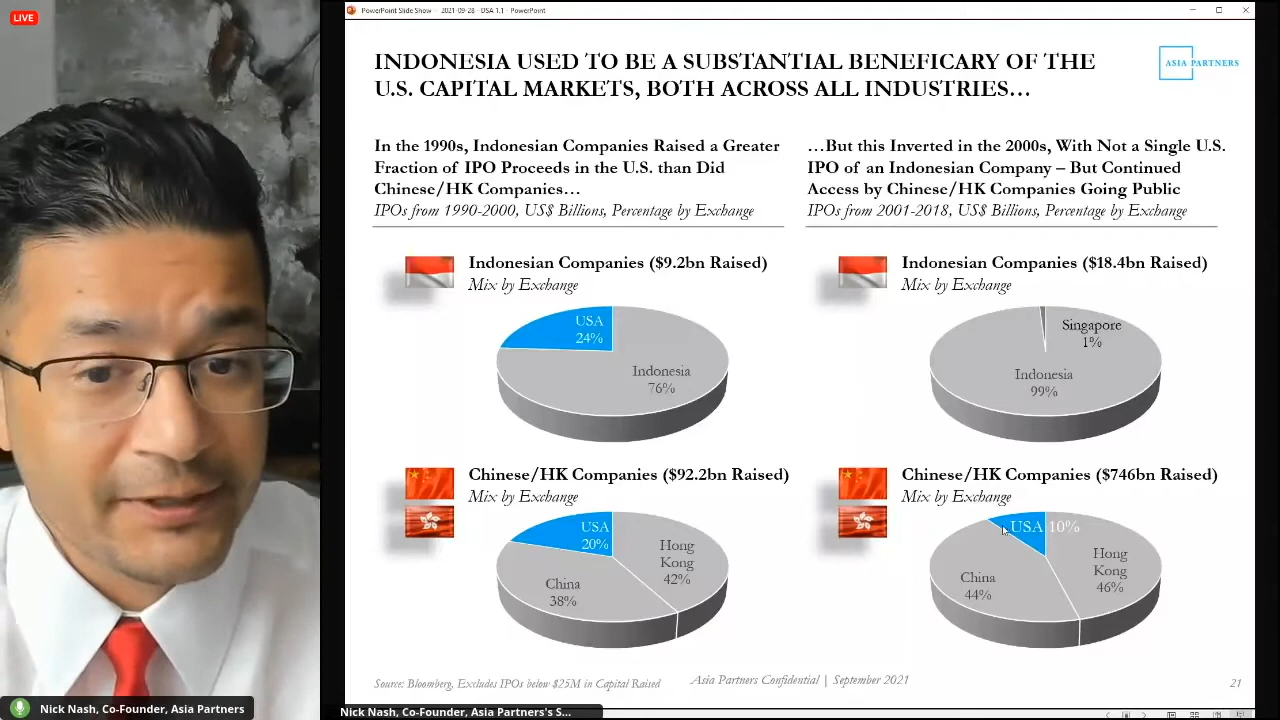 LIVE
PowerPoint Slide Show - 2021-09-28 - DSA 1.1 - PowerPoint
INDONESIA USED TO BE A SUBSTANTIAL BENEFICARY OF THE
U.S. CAPITAL MARKETS, BOTH ACROSS ALL INDUSTRIES…
ASIA PARTNERS
In the 1990s, Indonesian Companies Raised a Greater
Fraction of IPO Proceeds in the U.S. than Did
Chinese/HK Companies…
IPOs from 1990-2000, US$ Billions, Percentage by Exchange
…But this Inverted in the 2000s, With Not a Single U.S.
IPO of an Indonesian Company – But Continued
Access by Chinese/HK Companies Going Public
IPOs from 2001-2018, US$ Billions, Percentage by Exchange
Indonesian Companies ($9.2bn Raised)
Mix by Exchange
USA
24%
Indonesia
76%
Indonesian Companies ($18.4bn Raised)
Mix by Exchange
Singapore
1%
Indonesia
99%
Chinese/HK Companies ($92.2bn Raised)
Mix by Exchange
USA
20%
Hong
Kong
42%
China
38%
Chinese/HK Companies ($746bn Raised)
Mix by Exchange
USA 10%
Hong
Kong
46%
China
44%
Source: Bloomberg, Excludes IPOs below $25M in Capital Raised
Asia Partners Confidential | September 2021
21
Nick Nash, Co-Founder, Asia Partners
Nick Nash, Co-Founder, Asia Partners's S...